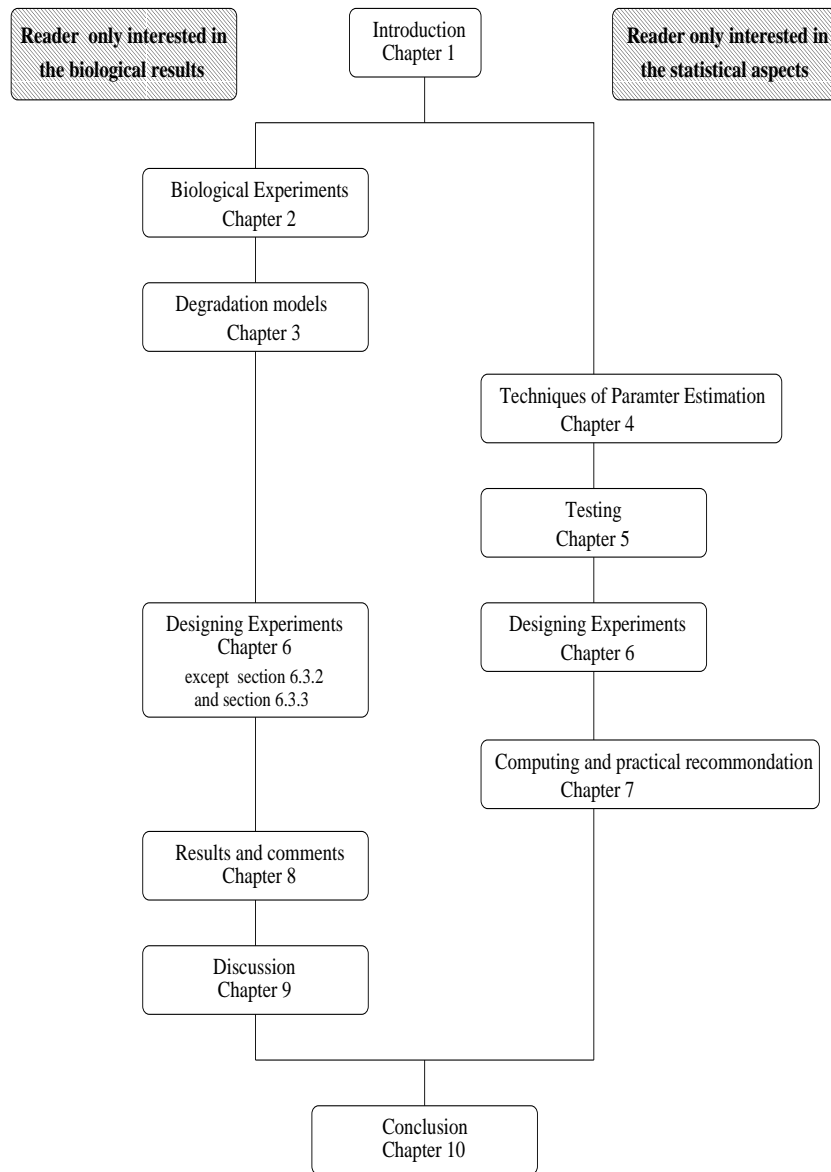 Reader only interested in
the biological results
Introduction
Chapter 1
Reader only interested in
the statistical aspects
Biological Experiments
Chapter 2
Degradation models
Chapter 3
Techniques of Paramter Estimation
Chapter 4
Testing
Chapter 5
Designing Experiments
Chapter 6
except section 6.3.2
and section 6.3.3
Designing Experiments
Chapter 6
Computing and practical recommondation
Chapter 7
Results and comments
Chapter 8
Discussion
Chapter 9
Conclusion
Chapter 10